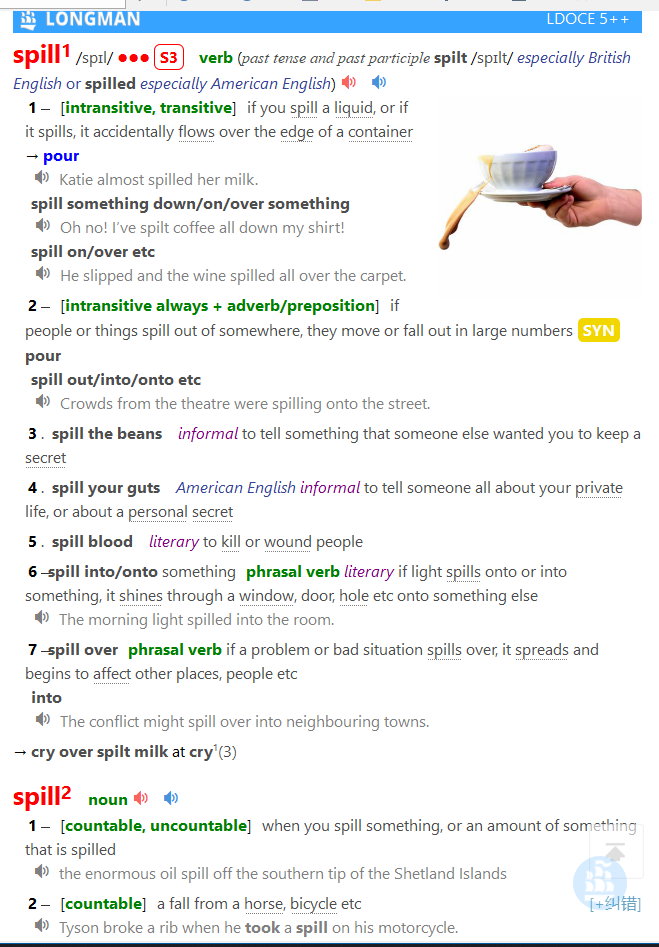 LONGMAN LDOCE 5++
spill1 /spɪl/ ●●● S3 verb (past tense and past participle spilt /spɪlt/ especially British
English or spilled especially American English)
1 – [intransitive, transitive] if you spill a liquid, or if
it spills, it accidentally flows over the edge of a container
→ pour
Katie almost spilled her milk.
spill something down/on/over something
Oh no! I’ve spilt coffee all down my shirt!
spill on/over etc
He slipped and the wine spilled all over the carpet.
2 – [intransitive always + adverb/preposition] if
people or things spill out of somewhere, they move or fall out in large numbers SYN
pour
spill out/into/onto etc
Crowds from the theatre were spilling onto the street.
3 . spill the beans informal to tell something that someone else wanted you to keep a
secret
4 . spill your guts American English informal to tell someone all about your private
life, or about a personal secret
5 . spill blood literary to kill or wound people
6 –spill into/onto something phrasal verb literary if light spills onto or into
something, it shines through a window, door, hole etc onto something else
The morning light spilled into the room.
7 –spill over phrasal verb if a problem or bad situation spills over, it spreads and
begins to affect other places, people etc
into
The conflict might spill over into neighbouring towns.
→ cry over spilt milk at cry1(3)
spill2 noun
1 – [countable, uncountable] when you spill something, or an amount of something
that is spilled
the enormous oil spill off the southern tip of the Shetland Islands
2 – [countable] a fall from a horse, bicycle etc [+纠错]
Tyson broke a rib when he took a spill on his motorcycle.